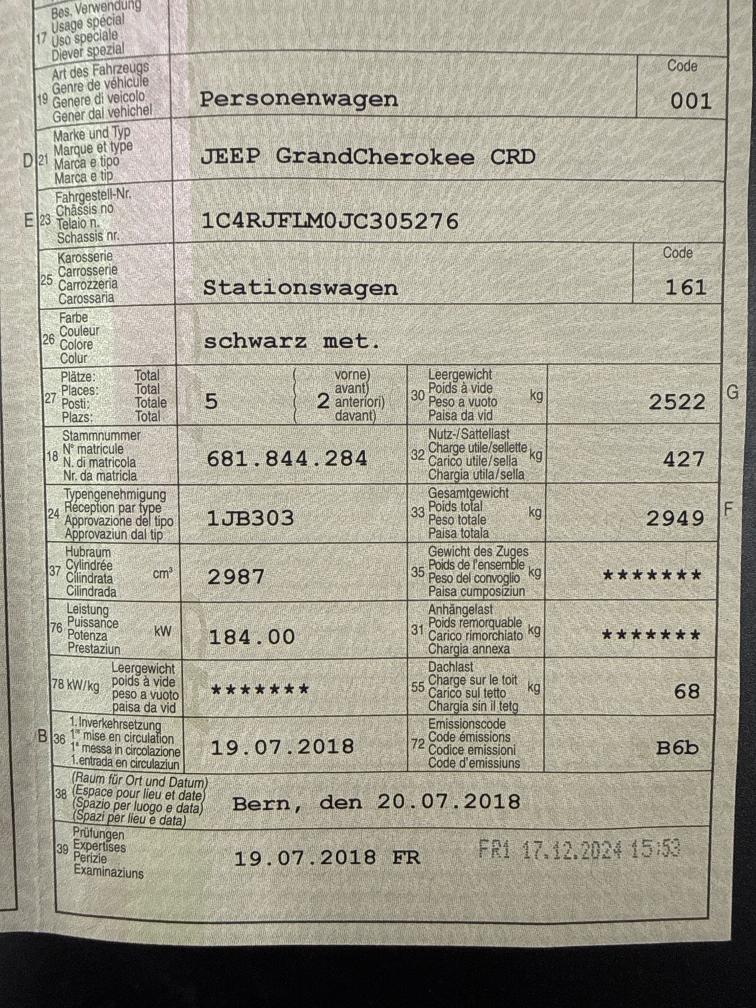 Bes. Verwendung
Usage spécial
17 Uso speciale
Diever spezial
Art des Fahrzeugs
Genre de véhicule
19 Genere di veicolo
Gener dal vehichel
Personenwagen
Code
001
Marke und Typ
D 21 Marque et type
Marca e tipo
Marca e tip
JEEP GrandCherokee CRD
Fahrgestell-Nr.
E 23 Châssis no
Telaio n.
Schassis nr.
1C4RJFLM0JC305276
Karosserie
25 Carrosserie
Carrozzeria
Carossaria
Stationswagen
Code
161
Farbe
26 Couleur
Colore
Colur
schwarz met.
Plätze: Total
27 Places: Total
Posti: Totale
Plazs: Total
5
( vorne)
( avant)
2 anteriori)
( davant)
Leergewicht
30 Poids à vide kg
Peso a vuoto
Paisa da vid
2522 G
Stammnummer
18 N° matricule
N. di matricola
Nr. da matricla
681.844.284
Nutz-/Sattellast
32 Charge utile/sellette kg
Carico utile/sella
Chargia utila/sella
427
Typengenehmigung
24 Réception par type
Approvazione del tipo
Approvaziun dal tip
1JB303
Gesamtgewicht
33 Poids total kg
Peso totale
Paisa totala
2949 F
Hubraum
37 Cylindrée cm³
Cilindrata
Cilindrada
2987
Gewicht des Zuges
35 Poids de l'ensemble kg
Peso del convoglio
Paisa cumposiziun
*******
Leistung
76 Puissance kW
Potenza
Prestaziun
184.00
Anhängelast
31 Poids remorquable kg
Carico rimorchiato
Chargia annexa
*******
Leergewicht
78 kW/kg poids à vide
peso a vuoto
paisa da vid
*******
Dachlast
55 Charge sur le toit kg
Carico sul tetto
Chargia sin il tetg
68
1. Inverkehrsetzung
B 36 1re mise en circulation
1a messa in circolazione
1. entrada en circulaziun
19.07.2018
Emissionscode
72 Code émissions
Codice emissioni
Code d'emissiuns
B6b
(Raum für Ort und Datum)
38 (Espace pour lieu et date)
(Spazio per luogo e data)
(Spazi per lieu e data)
Bern, den 20.07.2018
Prüfungen
39 Expertises
Perizie
Examinaziuns
19.07.2018 FR
FR1 17.12.2024 15:53